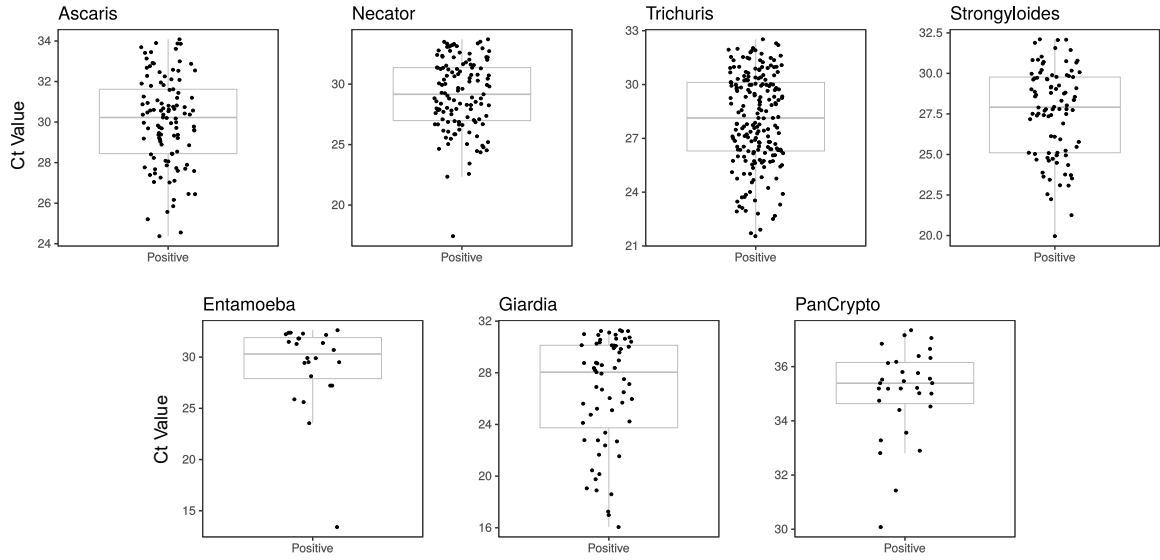 Ascaris
Necator
Trichuris
Strongyloides
Ct Value
34
32
30
28
26
24
Positive
30
25
20
Positive
33
30
27
24
21
Positive
32.5
30.0
27.5
25.0
22.5
20.0
Positive
Entamoeba
Giardia
PanCrypto
Ct Value
30
25
20
15
Positive
32
28
24
20
16
Positive
36
34
32
30
Positive